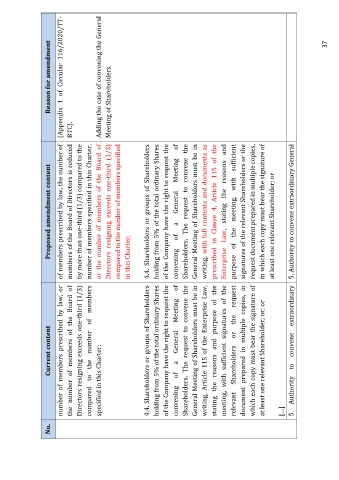 No.
Current content
Proposed amendment content
Reason for amendment
number of members prescribed by law or
the number of members of the Board of
Directors resigning exceeds one-third (1/3)
compared to the number of members
specified in this Charter;
of members prescribed by law, the number of
members of the Board of Directors is reduced
by more than one-third (1/3) compared to the
number of members specified in this Charter.
or the number of members of the Board of
Directors resigning exceeds one-third (1/3)
compared to the number of members specified
in this Charter;
(Appendix 1 of Circular 116/2020/TT-
BTC).
Adding the case of convening the General
Meeting of Shareholders.
4.4. Shareholders or groups of Shareholders
holding from 5% of the total ordinary Shares
of the Company have the right to request the
convening of a General Meeting of
Shareholders. The request to convene the
General Meeting of Shareholders must be in
writing, Article 115 of the Enterprise Law,
stating the reasons and purpose of the
meeting, with sufficient signatures of the
relevant Shareholders or the request
document prepared in multiple copies, in
which each copy must bear the signature of
at least one relevant Shareholder; or; or
4.4. Shareholders or groups of Shareholders
holding from 5% of the total ordinary Shares
of the Company have the right to request the
convening of a General Meeting of
Shareholders. The request to convene the
General Meeting of Shareholders must be in
writing, with full contents and documents as
prescribed in Clause 4, Article 115 of the
Enterprise Law, stating the reasons and
purpose of the meeting, with sufficient
signatures of the relevant Shareholders or the
request document prepared in multiple copies,
in which each copy must bear the signature of
at least one relevant Shareholder; or
[...]
5. Authority to convene extraordinary
5. Authority to convene extraordinary General
37